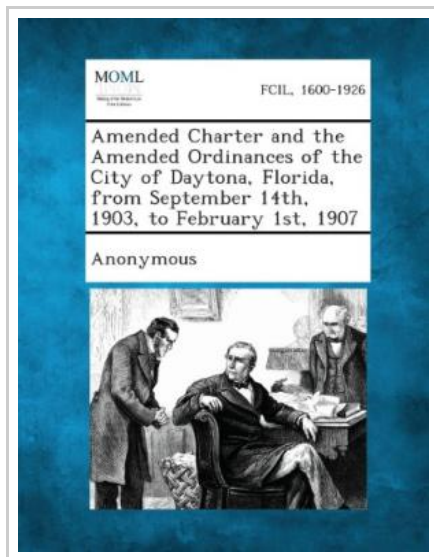 MOML
FCIL, 1600-1926
Amended Charter and the
Amended Ordinances of the
City of Daytona, Florida,
from September 14th,
1903, to February 1st, 1907
Anonymous